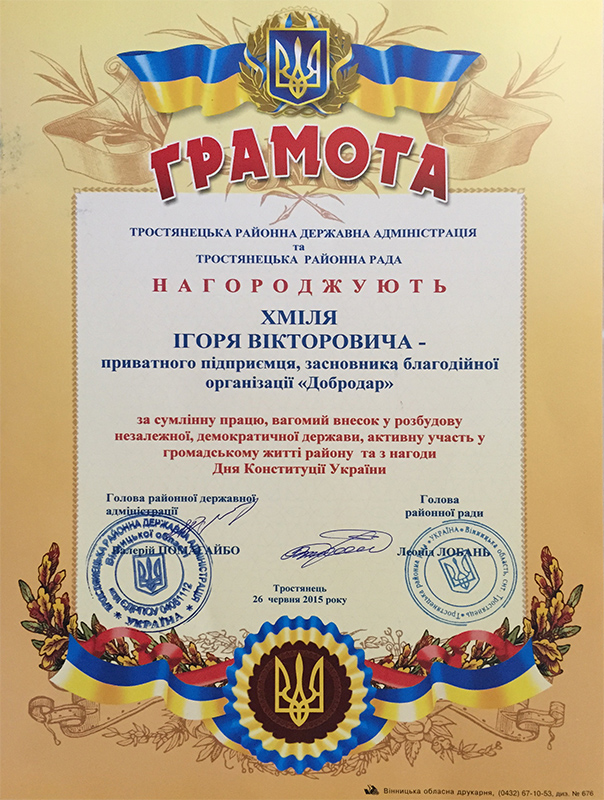 ГРАМОТА
ТРОСТЯНЕЦЬКА РАЙОННА ДЕРЖАВНА АДМІНІСТРАЦІЯ
та
ТРОСТЯНЕЦЬКА РАЙОННА РАДА
НАГОРОДЖУЮТЬ
ХМІЛЯ
ІГОРЯ ВІКТОРОВИЧА -
приватного підприємця, засновника благодійної
організації «Добродар»
за сумлінну працю, вагомий внесок у розбудову
незалежної, демократичної держави, активну участь у
громадському житті району та з нагоди
Дня Конституції України
Голова районної державної
адміністрації
Голова
районної ради
Валерій
Леонід ЛОБАНЬ
УКРАЇНА
Тростянець
26 червня 2015 року
Вінницька обласна друкарня, (0432) 67-10-53, диз. № 676